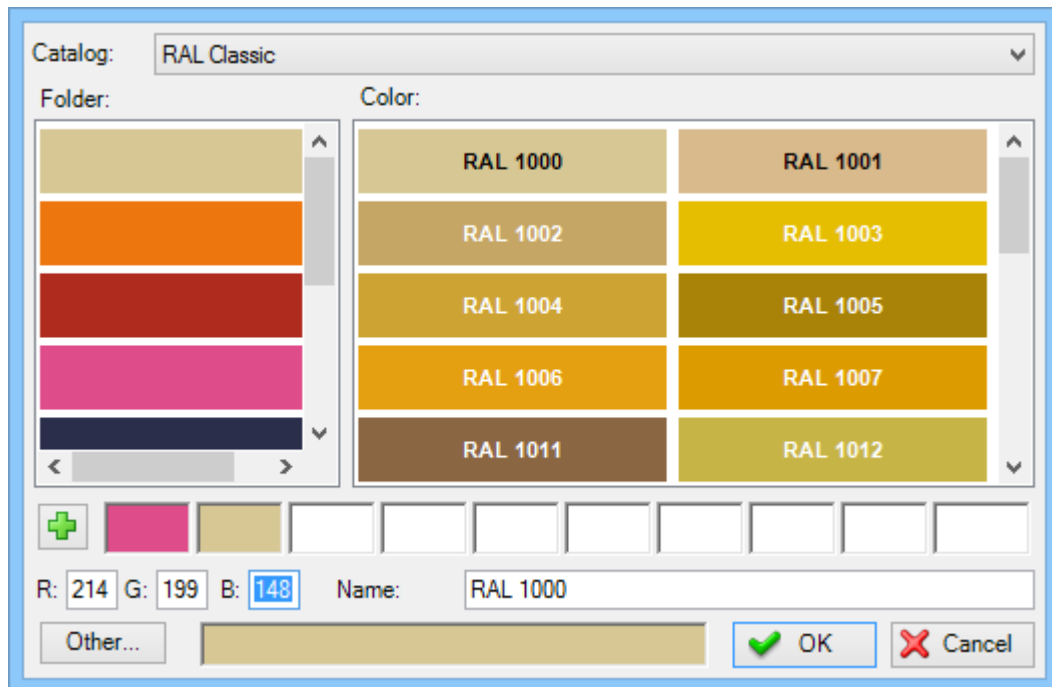 Catalog: RAL Classic
Folder: Color:
RAL 1000 RAL 1001
RAL 1002 RAL 1003
RAL 1004 RAL 1005
RAL 1006 RAL 1007
RAL 1011 RAL 1012
R: 214 G: 199 B: 148 Name: RAL 1000
Other... OK Cancel